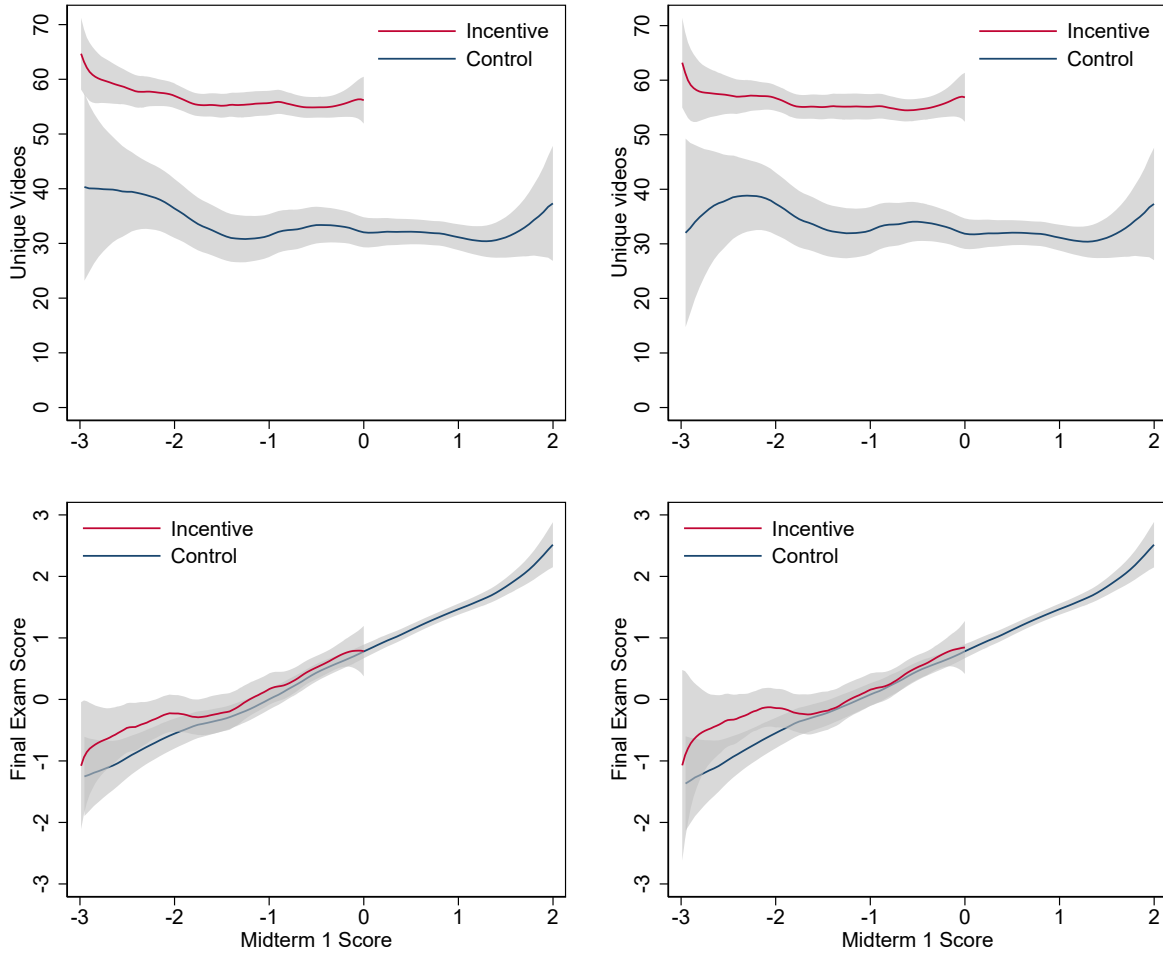 Incentive
Control
Unique Videos
70
60
50
40
30
20
10
0
-3 -2 -1 0 1 2
Incentive
Control
Unique videos
70
60
50
40
30
20
10
0
-3 -2 -1 0 1 2
Incentive
Control
Final Exam Score
3
2
1
0
-1
-2
-3
-3 -2 -1 0 1 2
Midterm 1 Score
Incentive
Control
Final Exam Score
3
2
1
0
-1
-2
-3
-3 -2 -1 0 1 2
Midterm 1 Score